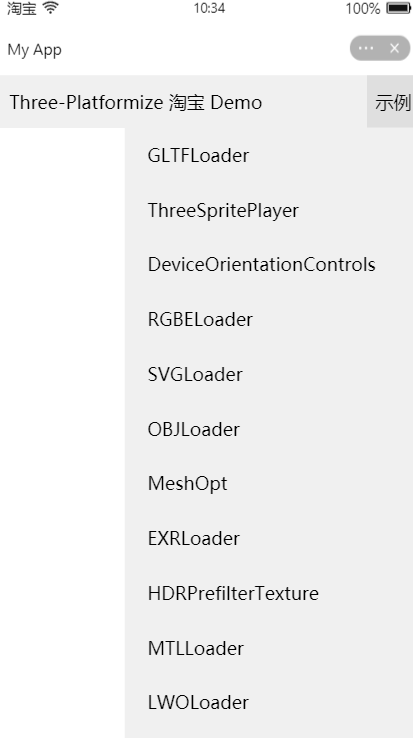 淘宝 10:34 100%
My App
Three-Platformize 淘宝 Demo 示例
GLTFLoader
ThreeSpritePlayer
DeviceOrientationControls
RGBELoader
SVGLoader
OBJLoader
MeshOpt
EXRLoader
HDRPrefilterTexture
MTLLoader
LWOLoader